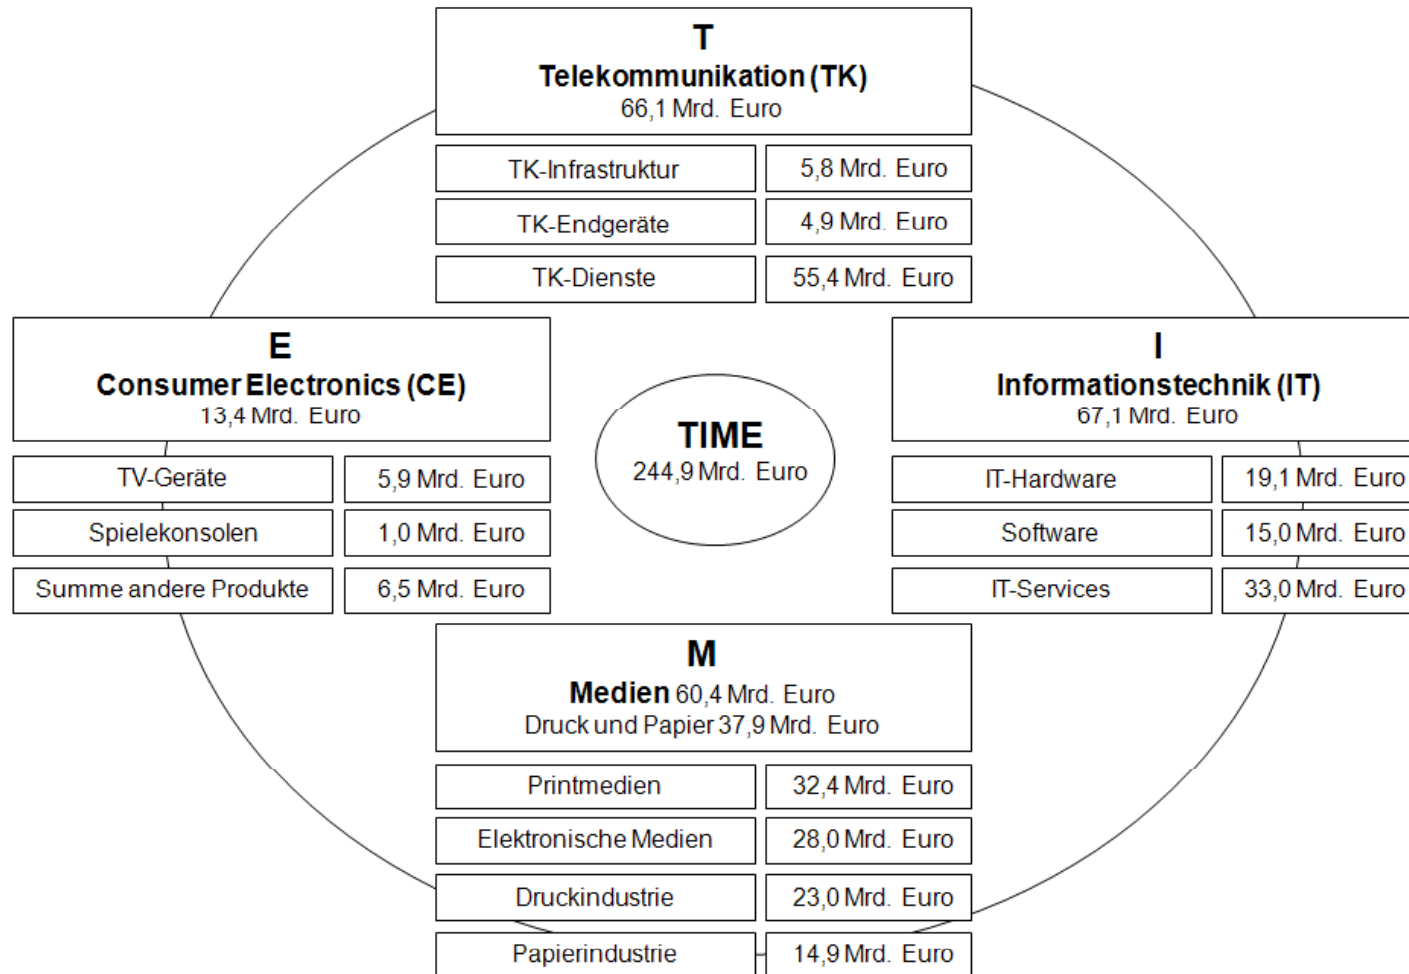 T
Telekommunikation (TK)
66,1 Mrd. Euro
TK-Infrastruktur 5,8 Mrd. Euro
TK-Endgeräte 4,9 Mrd. Euro
TK-Dienste 55,4 Mrd. Euro
E
Consumer Electronics (CE)
13,4 Mrd. Euro
TV-Geräte 5,9 Mrd. Euro
Spielekonsolen 1,0 Mrd. Euro
Summe andere Produkte 6,5 Mrd. Euro
TIME
244,9 Mrd. Euro
I
Informationstechnik (IT)
67,1 Mrd. Euro
IT-Hardware 19,1 Mrd. Euro
Software 15,0 Mrd. Euro
IT-Services 33,0 Mrd. Euro
M
Medien 60,4 Mrd. Euro
Druck und Papier 37,9 Mrd. Euro
Printmedien 32,4 Mrd. Euro
Elektronische Medien 28,0 Mrd. Euro
Druckindustrie 23,0 Mrd. Euro
Papierindustrie 14,9 Mrd. Euro